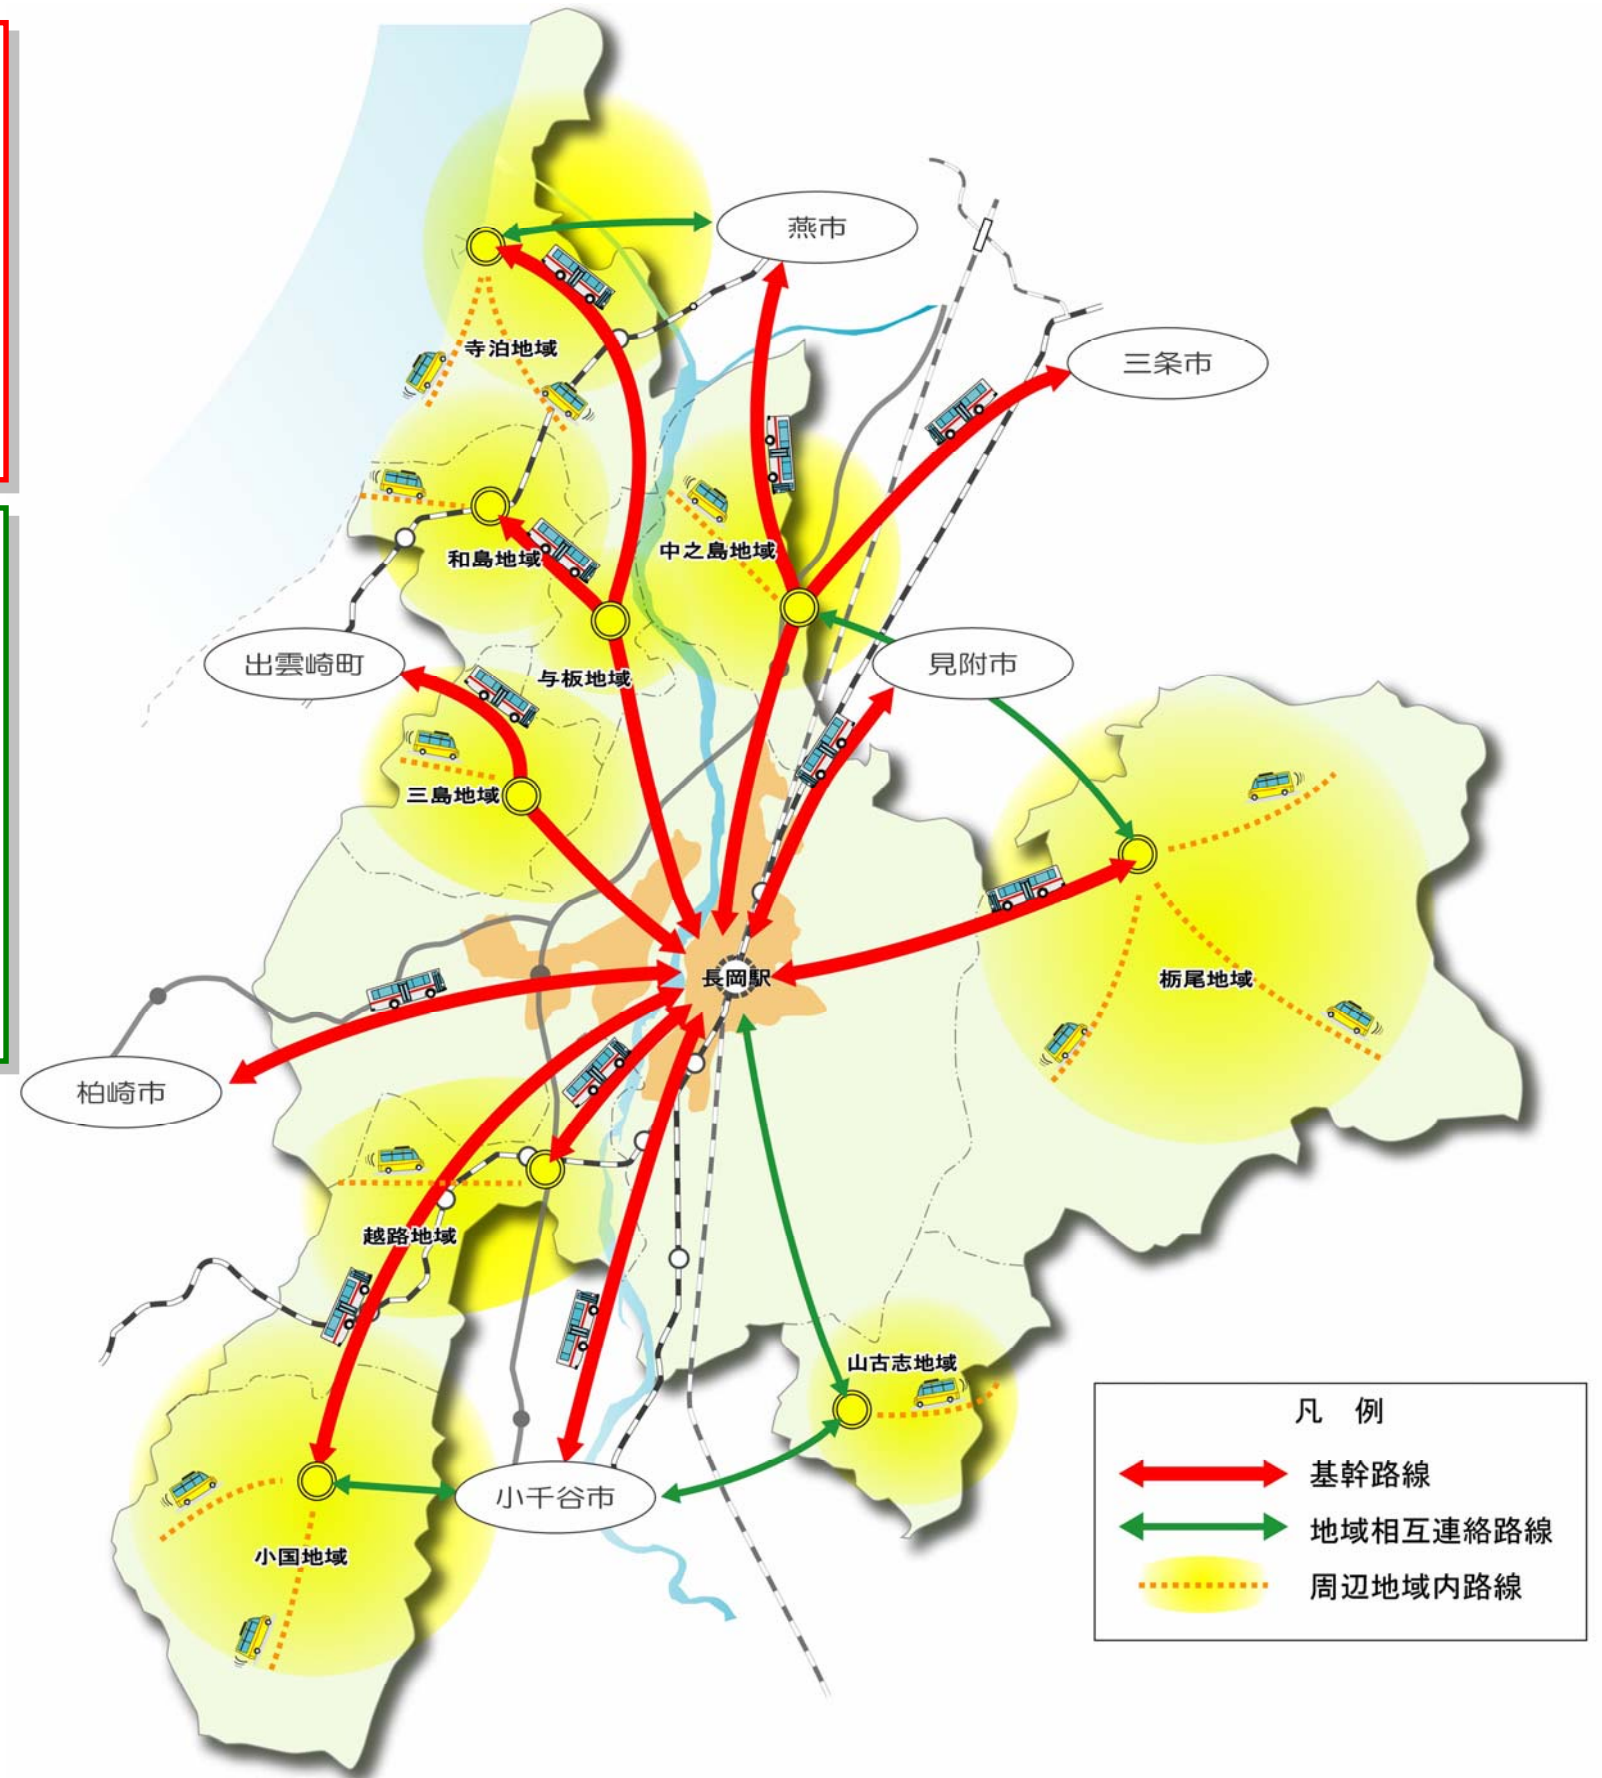 燕市
三条市
寺泊地域
和島地域
中之島地域
出雲崎町
見附市
与板地域
三島地域
長岡駅
栃尾地域
柏崎市
越路地域
山古志地域
小千谷市
小国地域
凡 例
基幹路線
地域相互連絡路線
周辺地域内路線